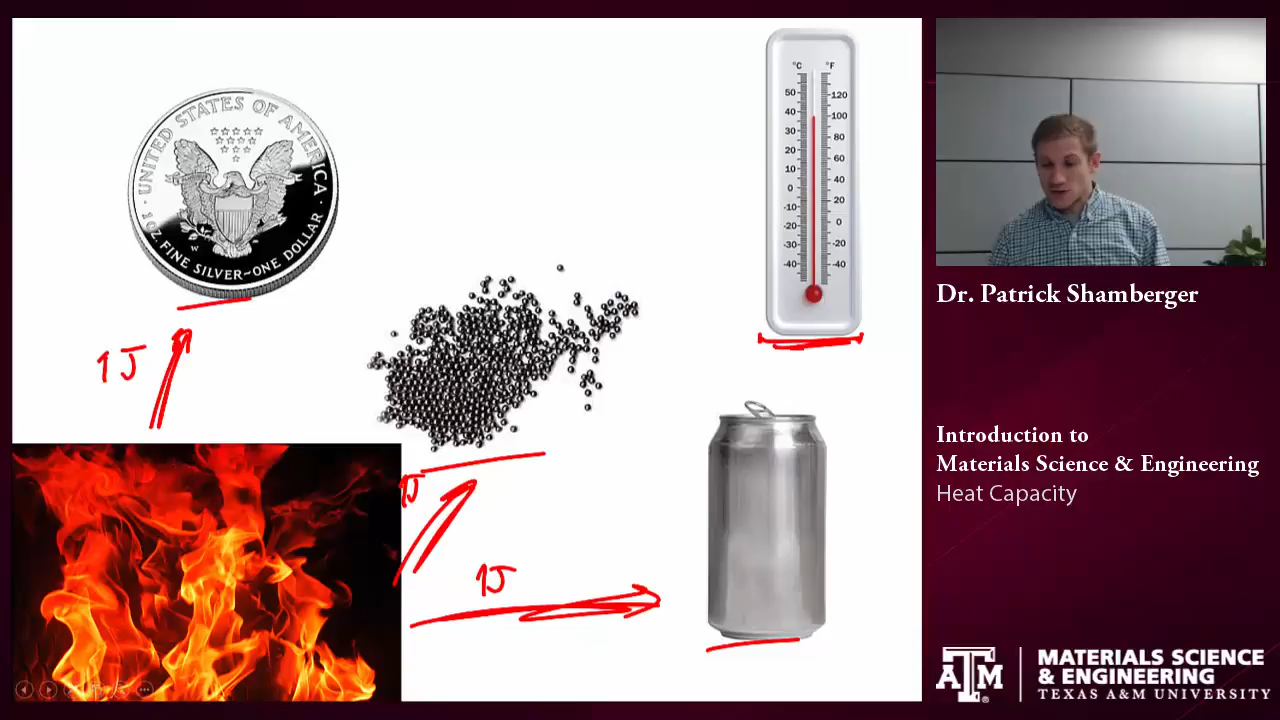 UNITED STATES OF AMERICA
1 OZ. FINE SILVER~ONE DOLLAR
W
1J
1J
1J
°C °F
50 120
40 100
30 80
20 60
10 40
0 20
-10 0
-20 -20
-30 -40
-40
Dr. Patrick Shamberger
Introduction to
Materials Science & Engineering
Heat Capacity
ATM®
MATERIALS SCIENCE
& ENGINEERING
TEXAS A&M UNIVERSITY